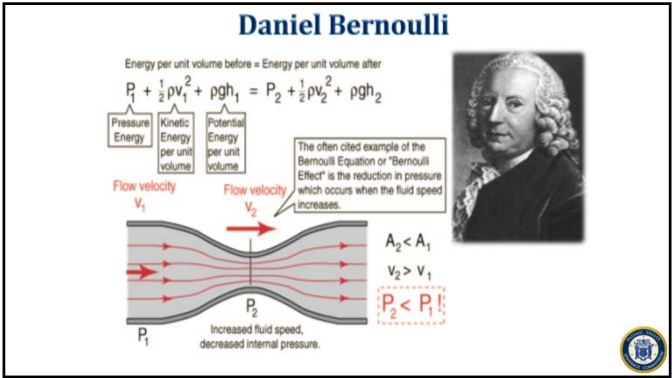 Daniel Bernoulli
Energy per unit volume before = Energy per unit volume after
P₁ + ½ρv₁² + ρgh₁ = P₂ + ½ρv₂² + ρgh₂
Pressure
Energy
Kinetic
Energy
per unit
volume
Potential
Energy
per unit
volume
The often cited example of the
Bernoulli Equation or "Bernoulli
Effect" is the reduction in pressure
which occurs when the fluid speed
increases.
Flow velocity
v₁
Flow velocity
v₂
A₂< A₁
v₂> v₁
P₂< P₁!
P₁
P₂
Increased fluid speed,
decreased internal pressure.